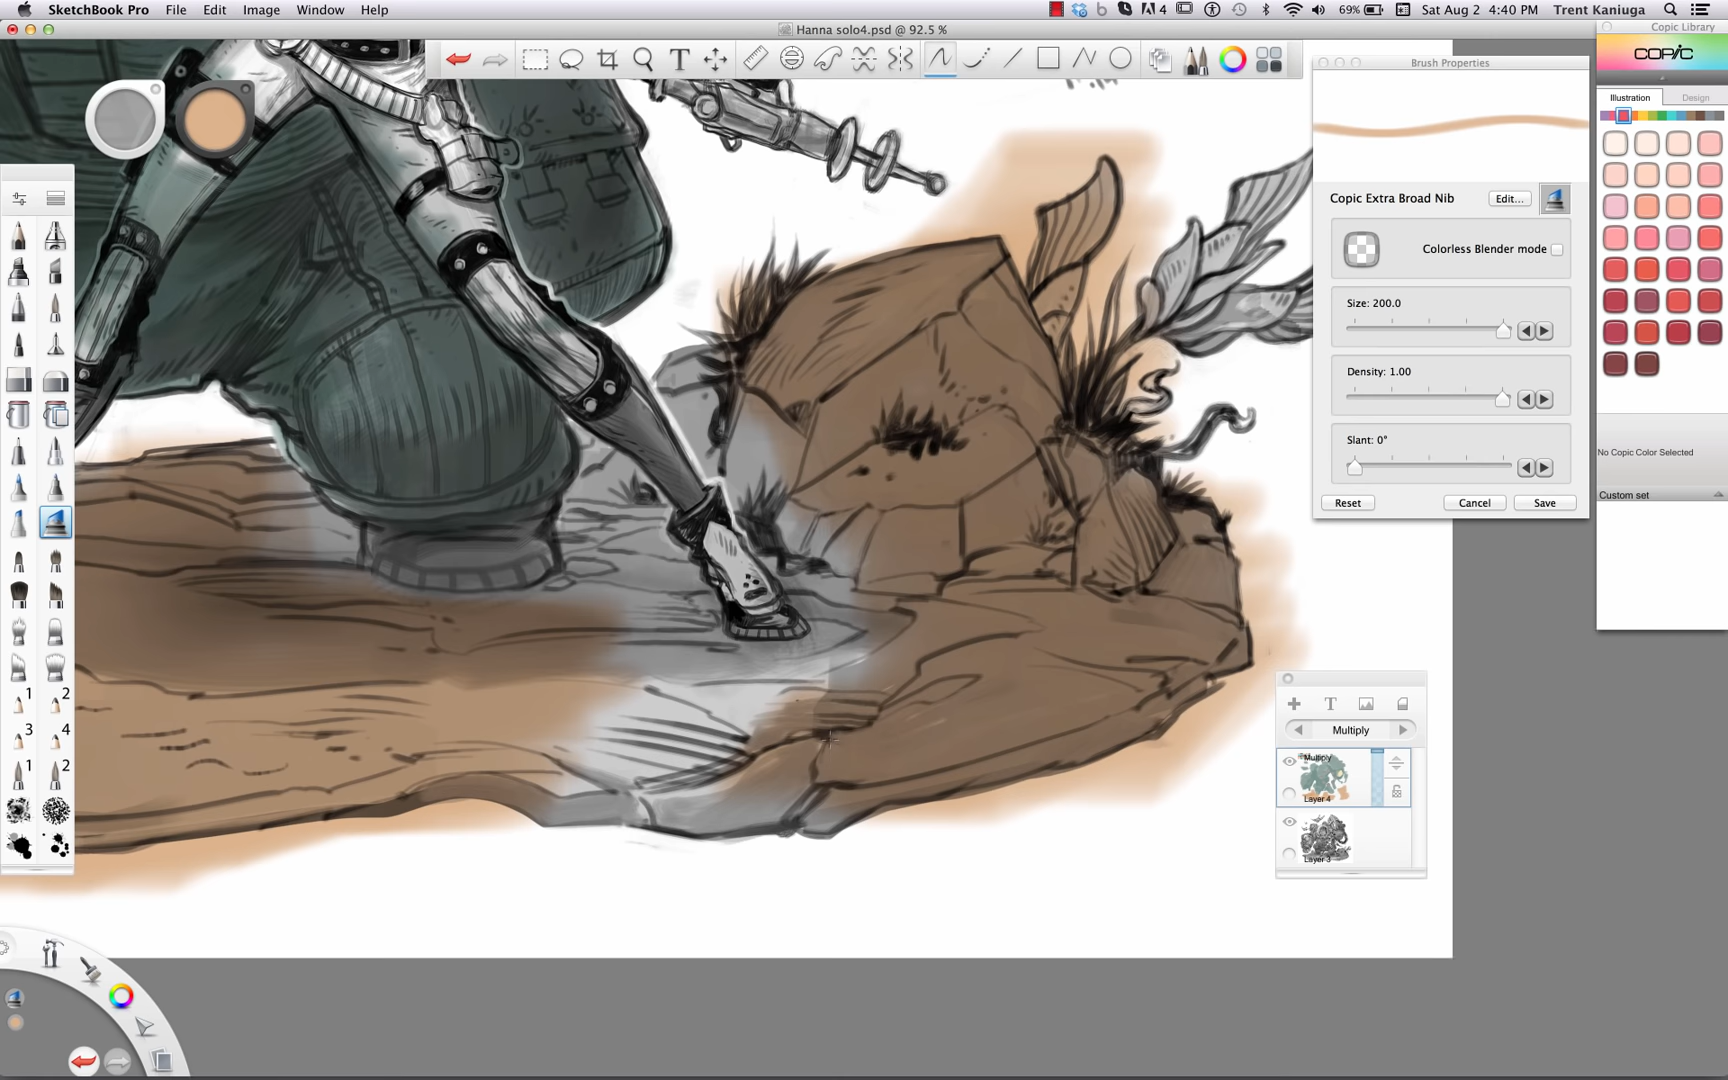 SketchBook Pro File Edit Image Window Help
4
69%
Sat Aug 2 4:40 PM Trent Kaniuga
Hanna solo4.psd @ 92.5 %
Copic Library
COPIC
T
Brush Properties
Illustration Design
Copic Extra Broad Nib
Edit...
Colorless Blender mode
Size: 200.0
Density: 1.00
Slant: 0°
No Copic Color Selected
Custom set
Reset Cancel Save
1 2
3 4
1 2
T
Multiply
Multiply
Layer 4
Layer 3